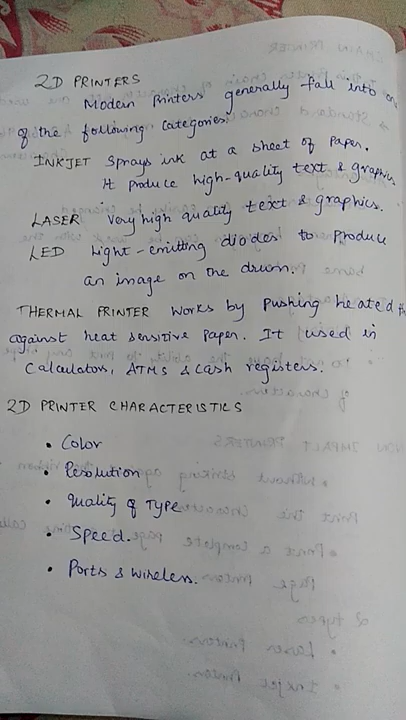 2D PRINTERS
Modern Printers generally fall into on
of the following categories.
INKJET Sprays ink at a sheet of Paper.
It produce high-quality text & graphics
LASER Very high quality text & graphics.
LED Light-emitting diodes to produce
an image on the drum.
THERMAL PRINTER Works by pushing heated
against heat sensitive Paper. It used in
Calculators, ATMS & Cash registers.
2D PRINTER CHARACTERISTICS
• Color
• Resolution
• Quality of TYPE
• Speed.
• Ports & Wireless.